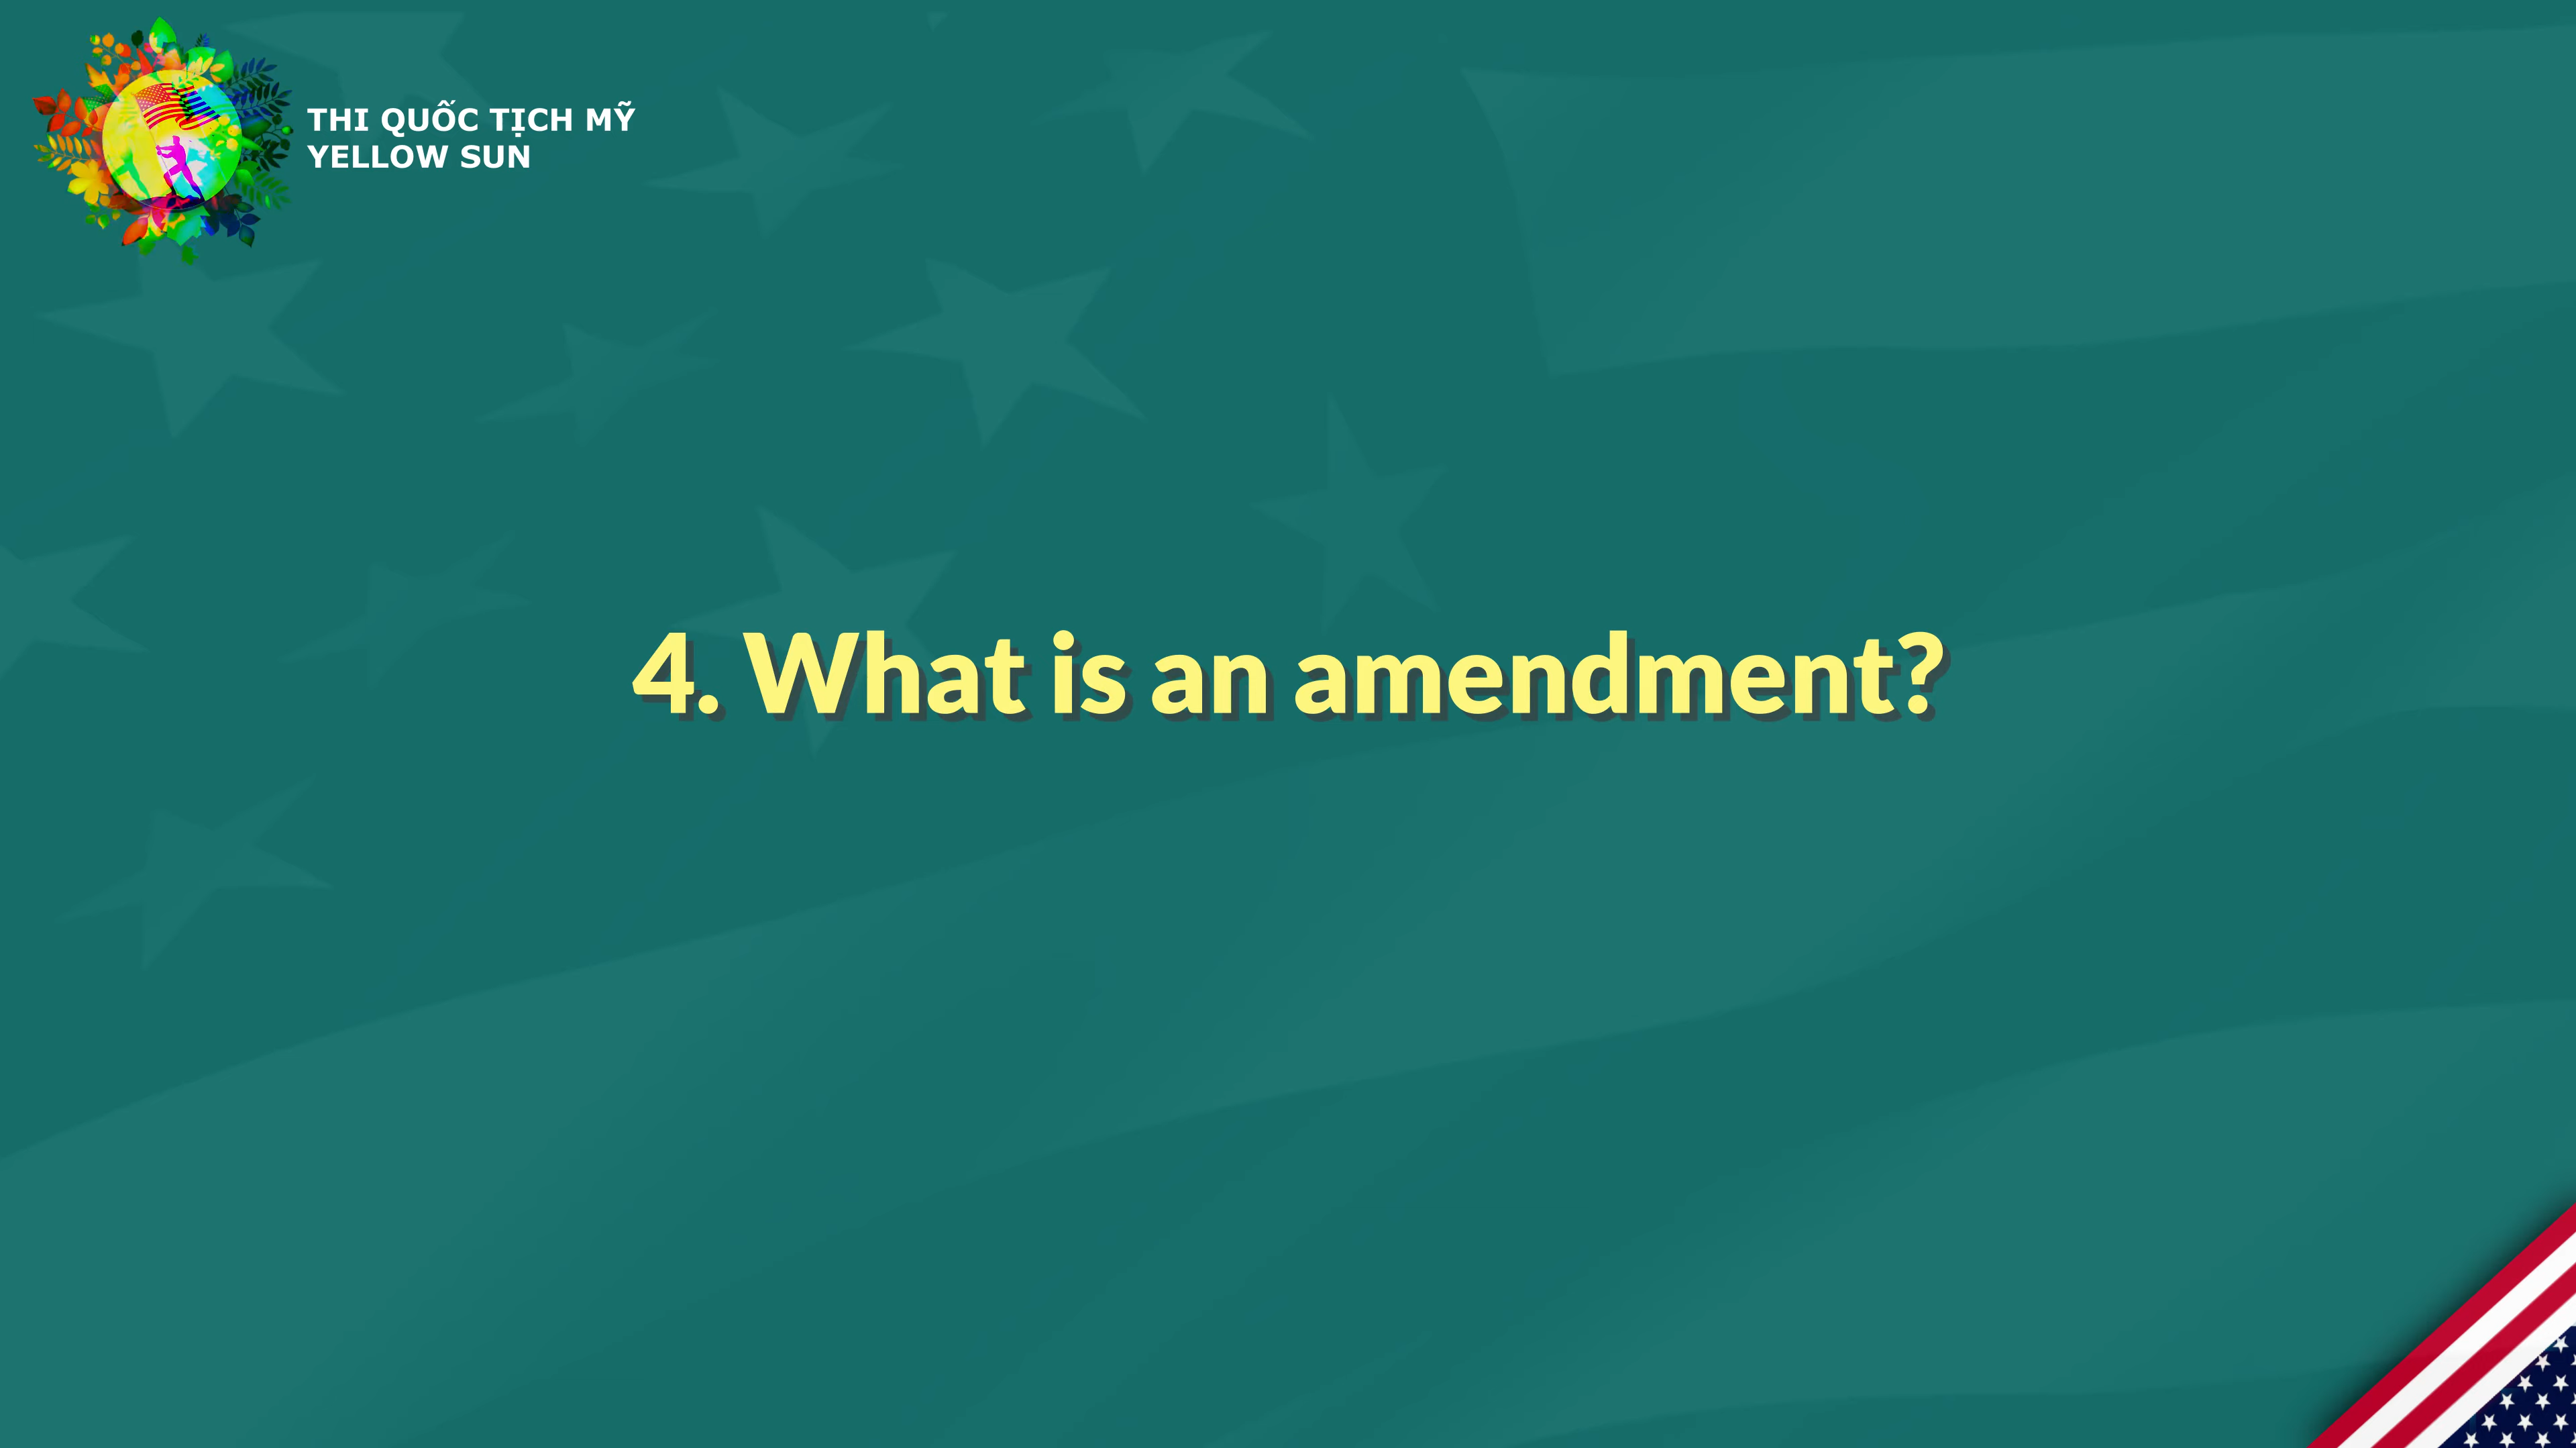 THI QUỐC TỊCH MỸ
YELLOW SUN
4. What is an amendment?